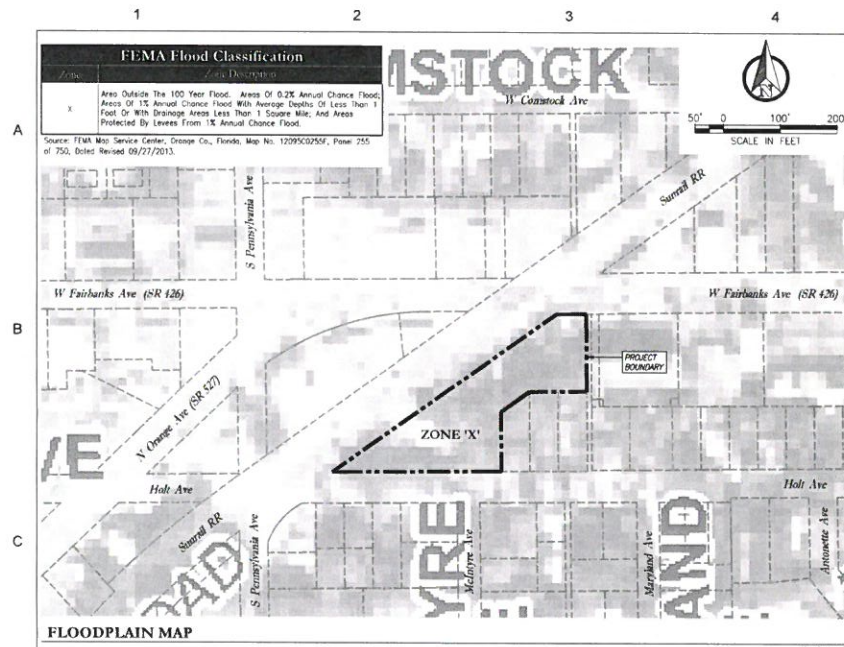 1 2 3 4
FEMA Flood Classification
Zone Zone Description
X
Area Outside The 100 Year Flood. Areas Of 0.2% Annual Chance Flood;
Areas Of 1% Annual Chance Flood With Average Depths Of Less Than 1
Foot Or With Drainage Areas Less Than 1 Square Mile; And Areas
Protected By Levees From 1% Annual Chance Flood.
Source: FEMA Map Service Center, Orange Co., Florida, Map No. 12095C0255F, Panel 255
of 750, Dated Revised 09/27/2013.
MSTOCK
W Comstock Ave
N
50' 0 100' 200'
SCALE IN FEET
A
S Pennsylvania Ave
Sunrail RR
W Fairbanks Ave (SR 426)
W Fairbanks Ave (SR 426)
B
PROJECT
BOUNDARY
N Orange Ave (SR 527)
ZONE 'X'
VE
Holt Ave
Holt Ave
Sunrail RR
C
S Pennsylvania Ave
OAD
YRE
McIntyre Ave
Maryland Ave
AND
Antonette Ave
FLOODPLAIN MAP